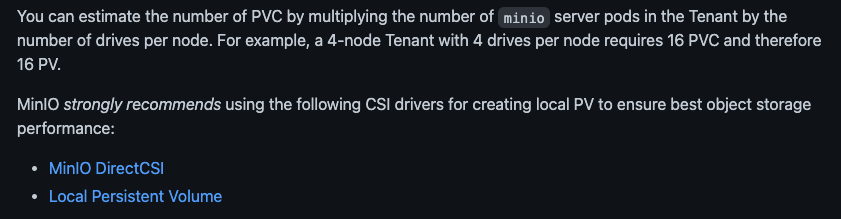 You can estimate the number of PVC by multiplying the number of minio server pods in the Tenant by the
number of drives per node. For example, a 4-node Tenant with 4 drives per node requires 16 PVC and therefore
16 PV.
MinIO strongly recommends using the following CSI drivers for creating local PV to ensure best object storage
performance:
• MinIO DirectCSI
• Local Persistent Volume